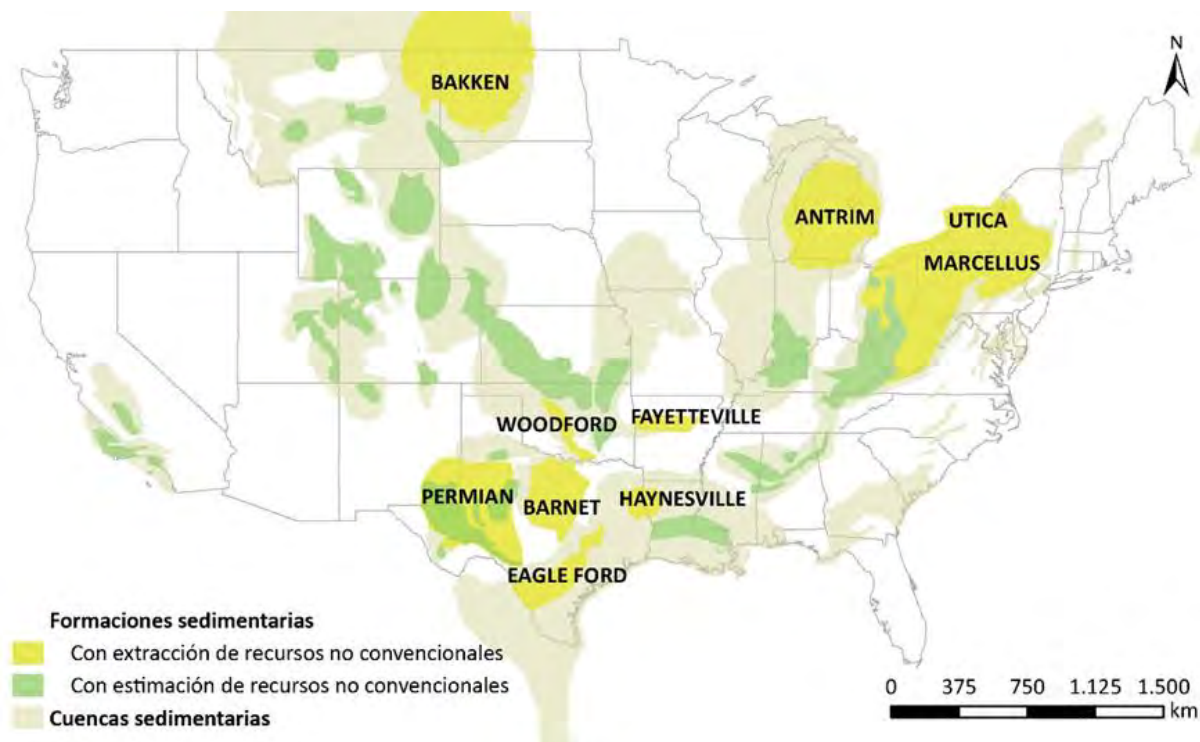 N
BAKKEN
ANTRIM
UTICA
MARCELLUS
WOODFORD
FAYETTEVILLE
PERMIAN
BARNET
HAYNESVILLE
EAGLE FORD
Formaciones sedimentarias
Con extracción de recursos no convencionales
Con estimación de recursos no convencionales
Cuencas sedimentarias
0 375 750 1.125 1.500
km